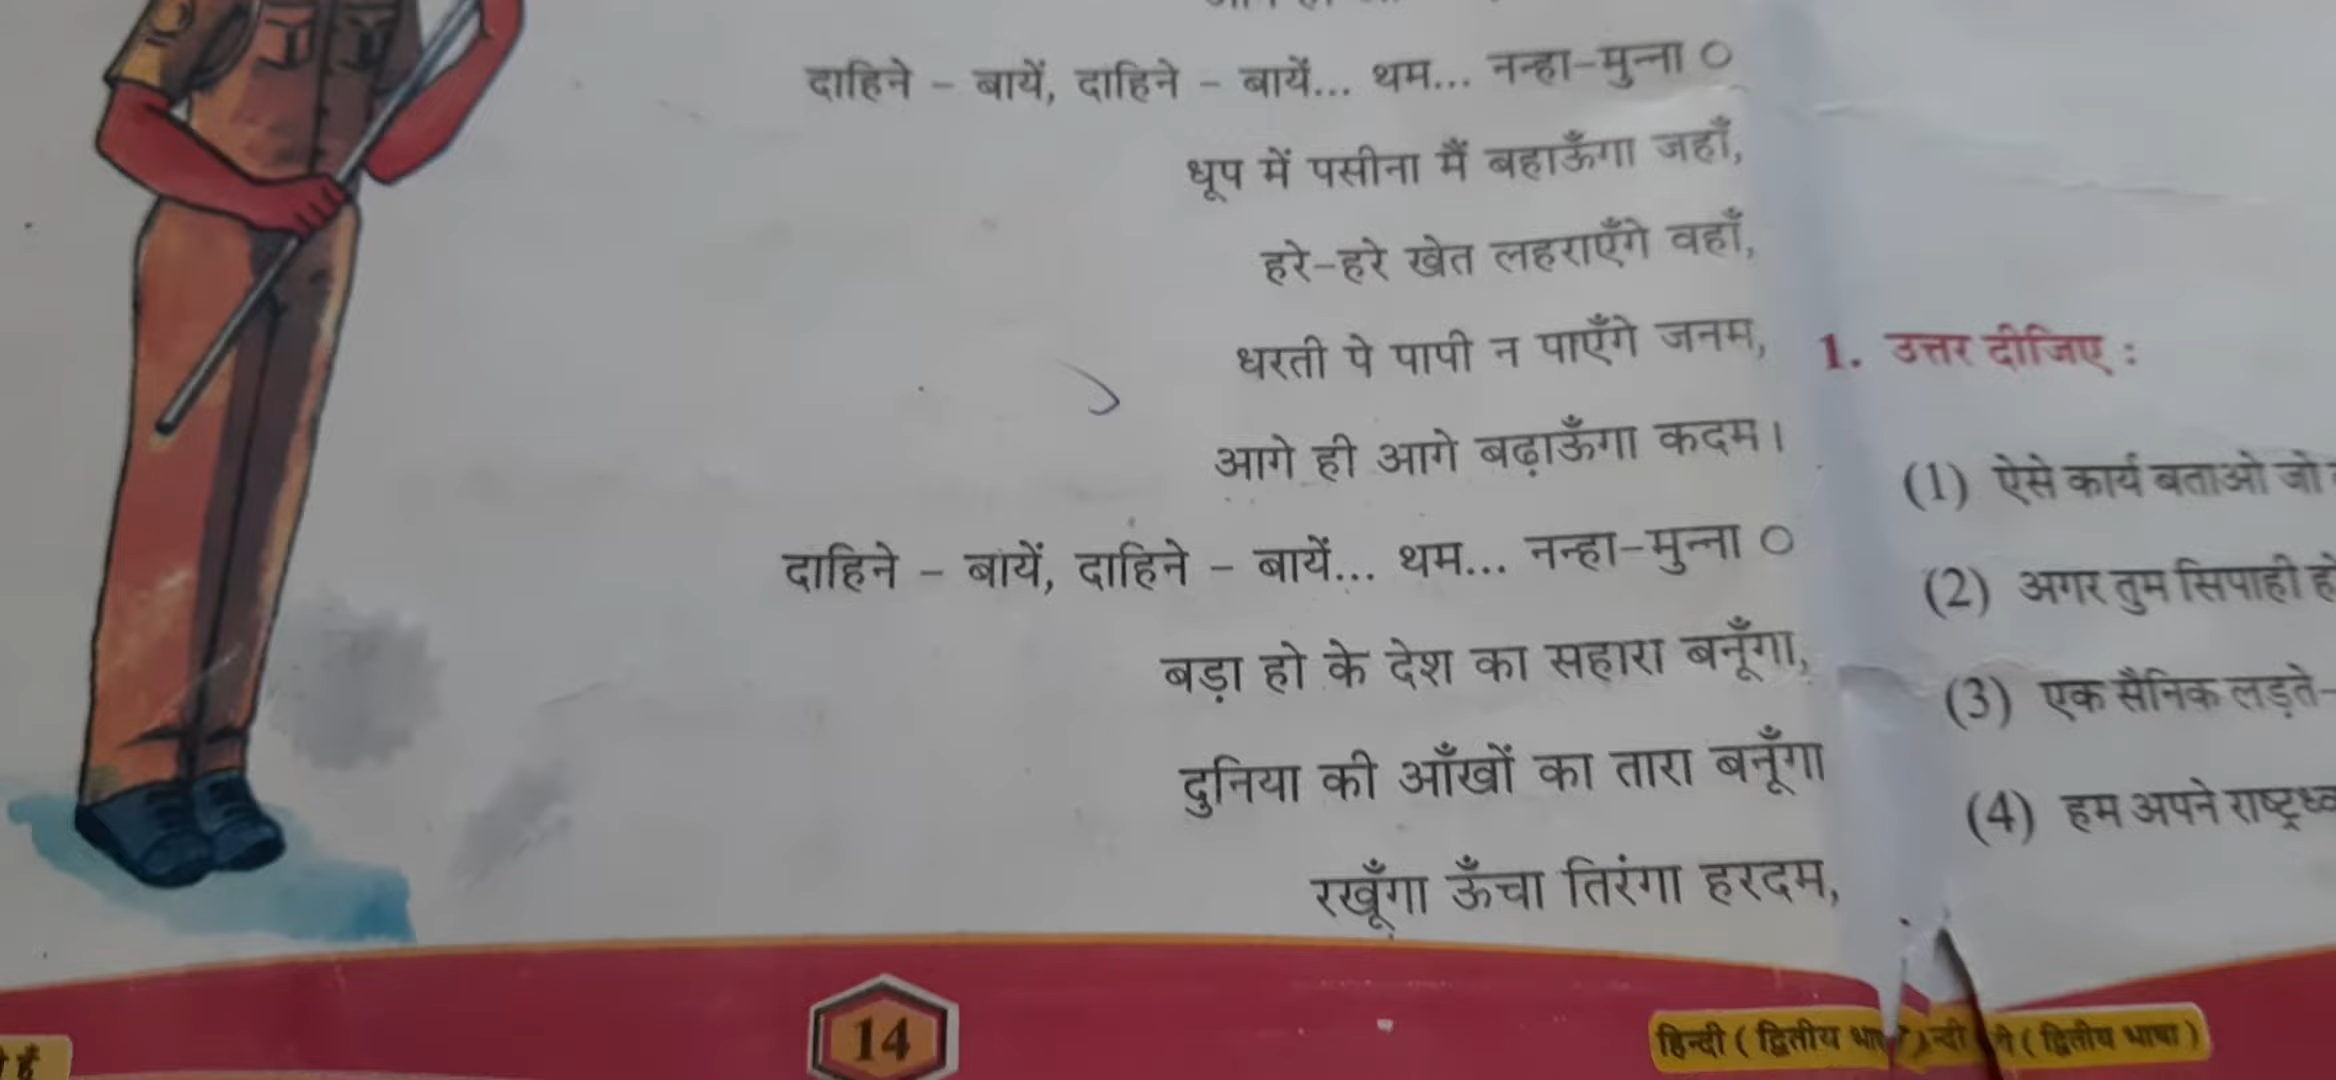 दाहिने - बायें, दाहिने - बायें... थम... नन्हा-मुन्ना ○
धूप में पसीना मैं बहाऊँगा जहाँ,
हरे-हरे खेत लहराएँगे वहाँ,
धरती पे पापी न पाएँगे जनम,
आगे ही आगे बढ़ाऊँगा कदम।
दाहिने - बायें, दाहिने - बायें... थम... नन्हा-मुन्ना ○
बड़ा हो के देश का सहारा बनूँगा,
दुनिया की आँखों का तारा बनूँगा
रखूँगा ऊँचा तिरंगा हरदम,
14
हिन्दी ( द्वितीय
1. उत्तर दीजिए :
(1) ऐसे कार्य बताओ जो
(2) अगर तुम सिपाही
(3) एक सैनिक लड़ते-
(4) हम अपने
( द्वितीय भाषा )